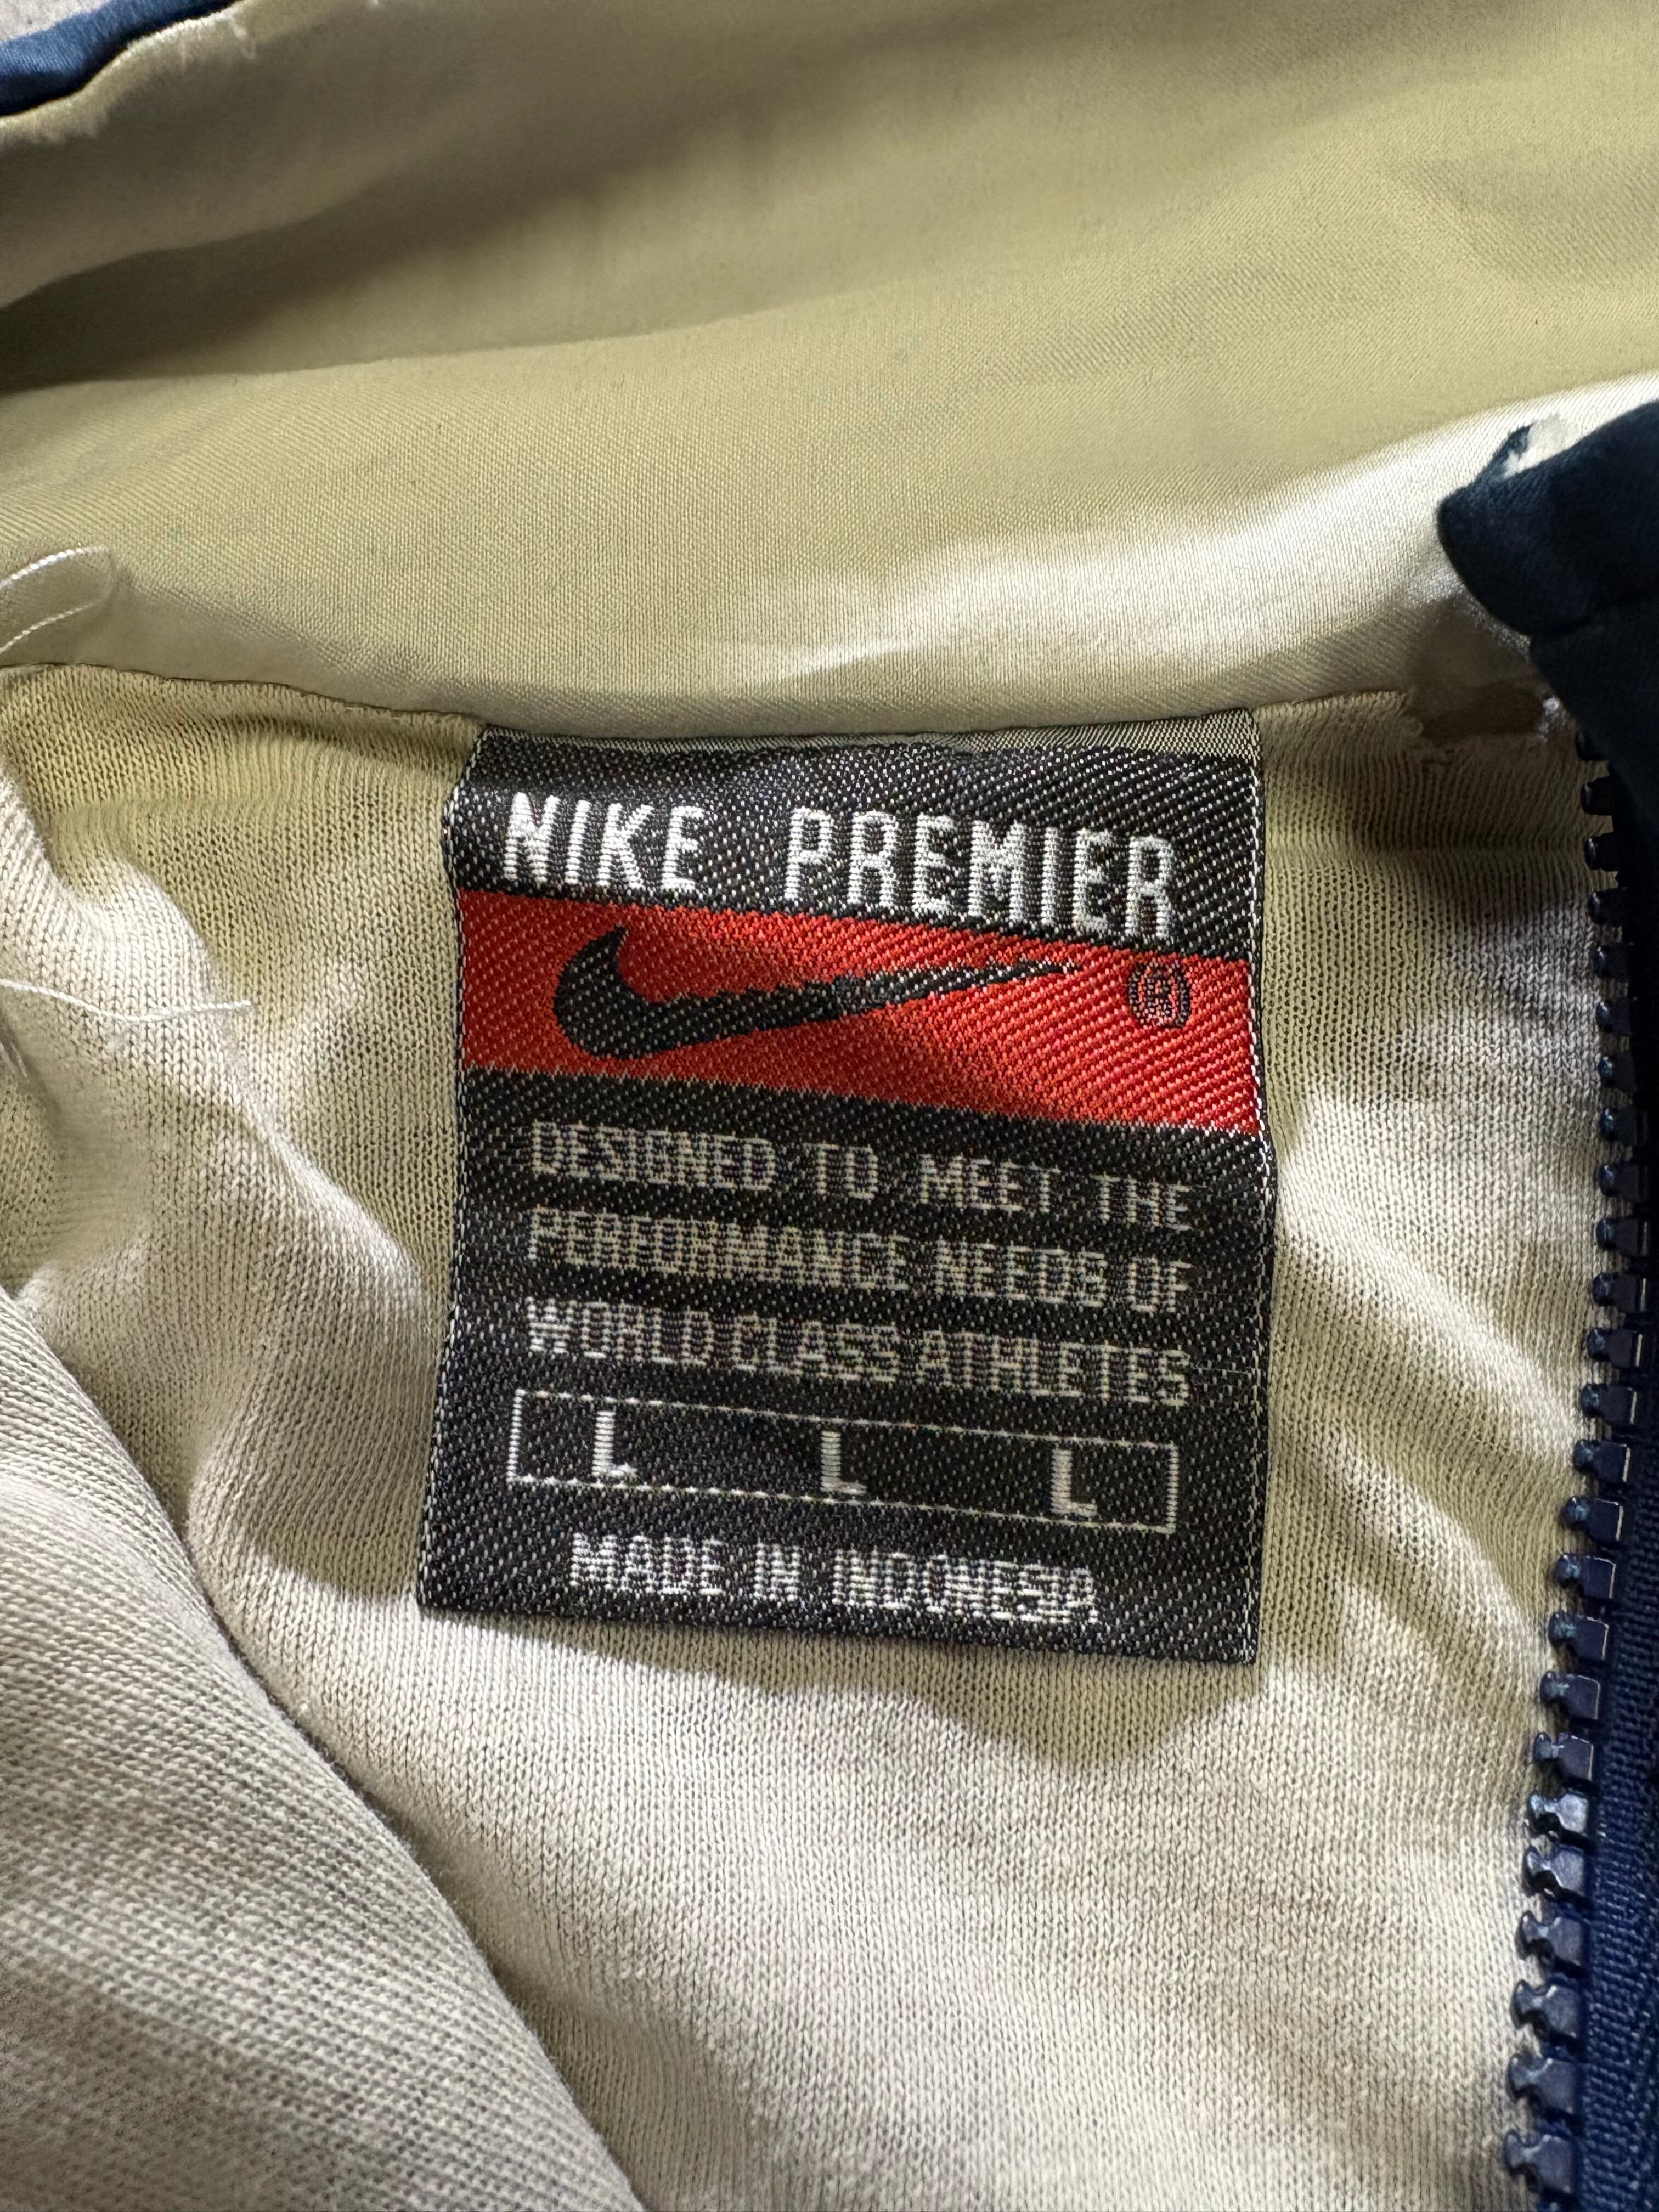 NIKE PREMIER
®
DESIGNED TO MEET THE
PERFORMANCE NEEDS OF
WORLD CLASS ATHLETES
L L L
MADE IN INDONESIA